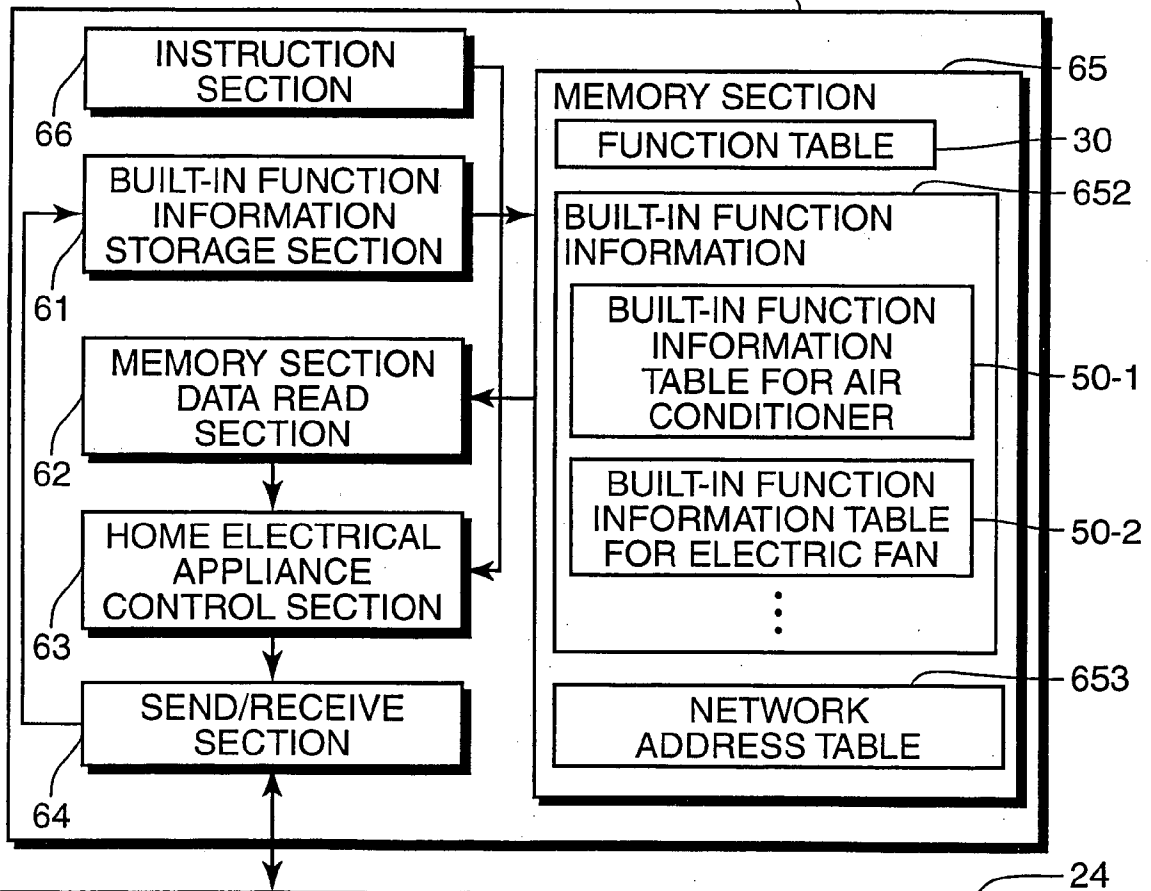 INSTRUCTION
SECTION
66
BUILT-IN FUNCTION
INFORMATION
STORAGE SECTION
61
MEMORY SECTION
DATA READ
SECTION
62
HOME ELECTRICAL
APPLIANCE
CONTROL SECTION
63
SEND/RECEIVE
SECTION
64
65
MEMORY SECTION
FUNCTION TABLE
30
652
BUILT-IN FUNCTION
INFORMATION
BUILT-IN FUNCTION
INFORMATION
TABLE FOR AIR
CONDITIONER
50-1
BUILT-IN FUNCTION
INFORMATION TABLE
FOR ELECTRIC FAN
50-2
653
NETWORK
ADDRESS TABLE
24